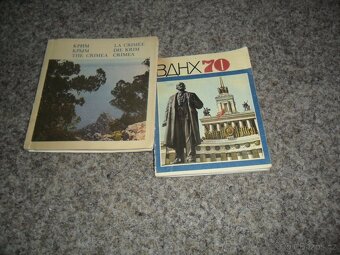 КРИМ LA CRIMEE
КРЫМ DIE KRIM
THE CRIMEA CRIMEA
ВДНХ 70